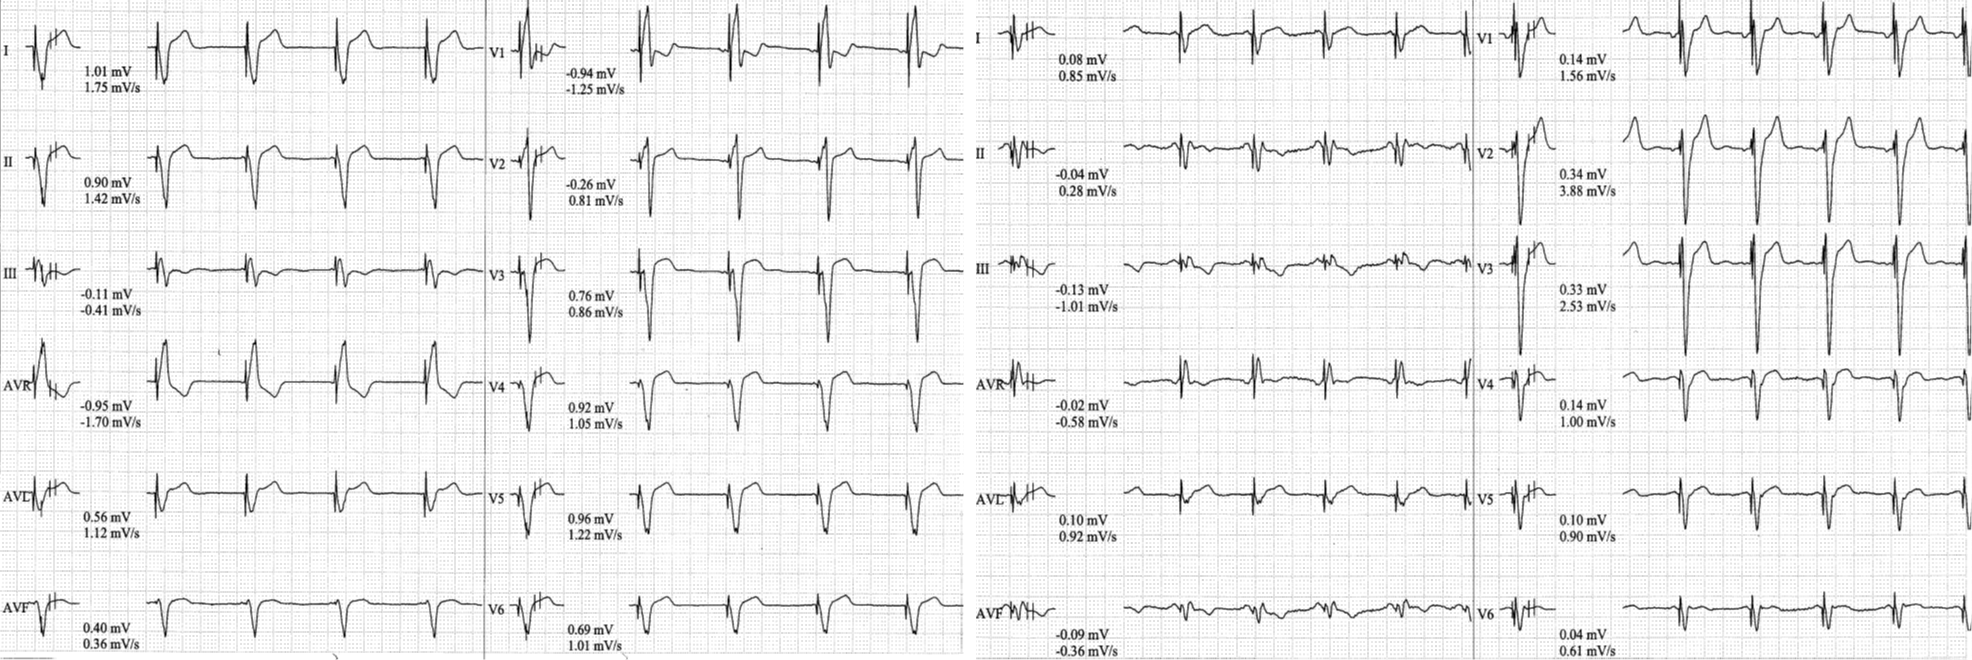 I
1.01 mV
1.75 mV/s
II
0.90 mV
1.42 mV/s
III
-0.11 mV
-0.41 mV/s
AVR
-0.95 mV
-1.70 mV/s
AVL
0.56 mV
1.12 mV/s
AVF
0.40 mV
0.36 mV/s
V1
-0.94 mV
-1.25 mV/s
V2
-0.26 mV
0.81 mV/s
V3
0.76 mV
0.86 mV/s
V4
0.92 mV
1.05 mV/s
V5
0.96 mV
1.22 mV/s
V6
0.69 mV
1.01 mV/s
I
0.08 mV
0.85 mV/s
II
-0.04 mV
0.28 mV/s
III
-0.13 mV
-1.01 mV/s
AVR
-0.02 mV
-0.58 mV/s
AVL
0.10 mV
0.92 mV/s
AVF
-0.09 mV
-0.36 mV/s
V1
0.14 mV
1.56 mV/s
V2
0.34 mV
3.88 mV/s
V3
0.33 mV
2.53 mV/s
V4
0.14 mV
1.00 mV/s
V5
0.10 mV
0.90 mV/s
V6
0.04 mV
0.61 mV/s